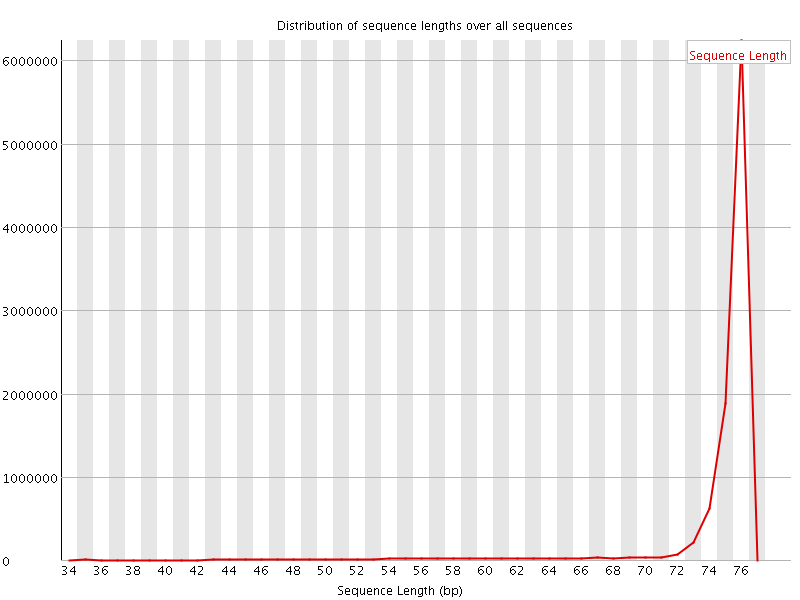 Distribution of sequence lengths over all sequences
Sequence Length
6000000
5000000
4000000
3000000
2000000
1000000
0
34 36 38 40 42 44 46 48 50 52 54 56 58 60 62 64 66 68 70 72 74 76
Sequence Length (bp)